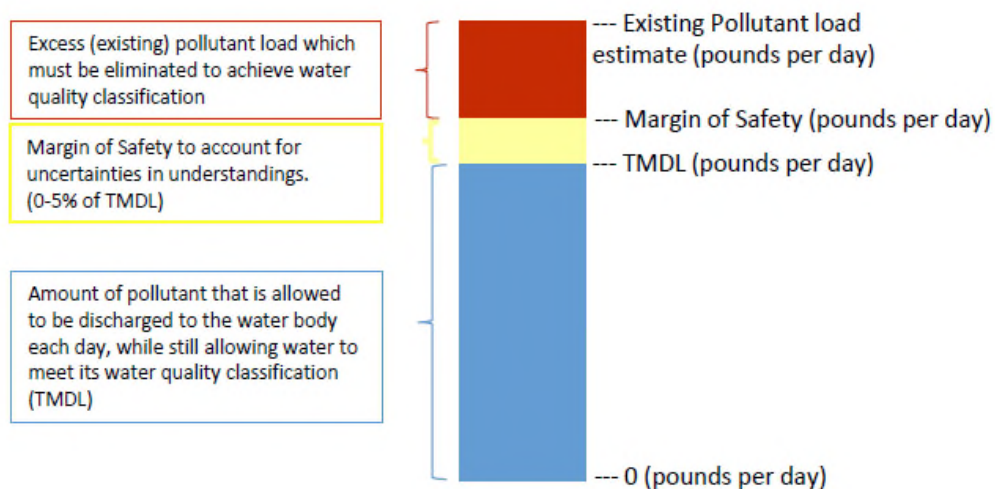 Excess (existing) pollutant load which
must be eliminated to achieve water
quality classification
Margin of Safety to account for
uncertainties in understandings.
(0-5% of TMDL)
Amount of pollutant that is allowed
to be discharged to the water body
each day, while still allowing water to
meet its water quality classification
(TMDL)
--- Existing Pollutant load
estimate (pounds per day)
--- Margin of Safety (pounds per day)
--- TMDL (pounds per day)
--- 0 (pounds per day)